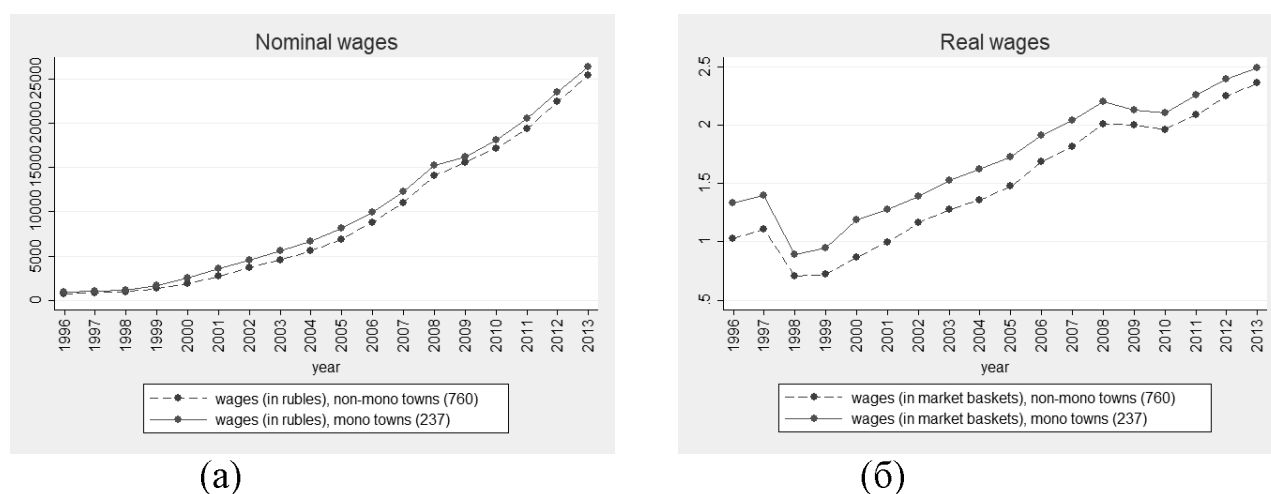 Nominal wages
25000
20000
15000
10000
5000
0
1996 1997 1998 1999 2000 2001 2002 2003 2004 2005 2006 2007 2008 2009 2010 2011 2012 2013
year
wages (in rubles), non-mono towns (760)
wages (in rubles), mono towns (237)
(а)
Real wages
2.5
2
1.5
1
.5
1996 1997 1998 1999 2000 2001 2002 2003 2004 2005 2006 2007 2008 2009 2010 2011 2012 2013
year
wages (in market baskets), non-mono towns (760)
wages (in market baskets), mono towns (237)
(б)